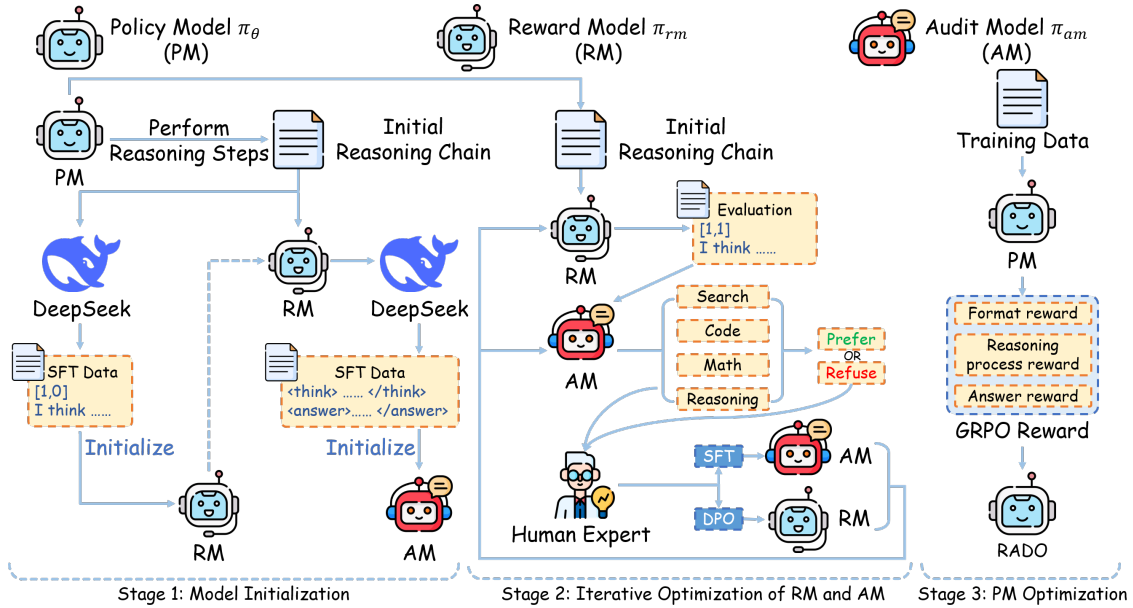 Policy Model π_θ
(PM)
Reward Model π_rm
(RM)
Audit Model π_am
(AM)
PM
Perform
Reasoning Steps
Initial
Reasoning Chain
DeepSeek
SFT Data
[1,0]
I think ......
Initialize
RM
RM
DeepSeek
SFT Data
<think> ...... </think>
<answer>...... </answer>
Initialize
AM
Stage 1: Model Initialization
Initial
Reasoning Chain
RM
Evaluation
[1,1]
I think ......
AM
Search
Code
Math
Reasoning
Prefer
OR
Refuse
Human Expert
SFT
DPO
AM
RM
Stage 2: Iterative Optimization of RM and AM
Training Data
PM
Format reward
Reasoning
process reward
Answer reward
GRPO Reward
RADO
Stage 3: PM Optimization